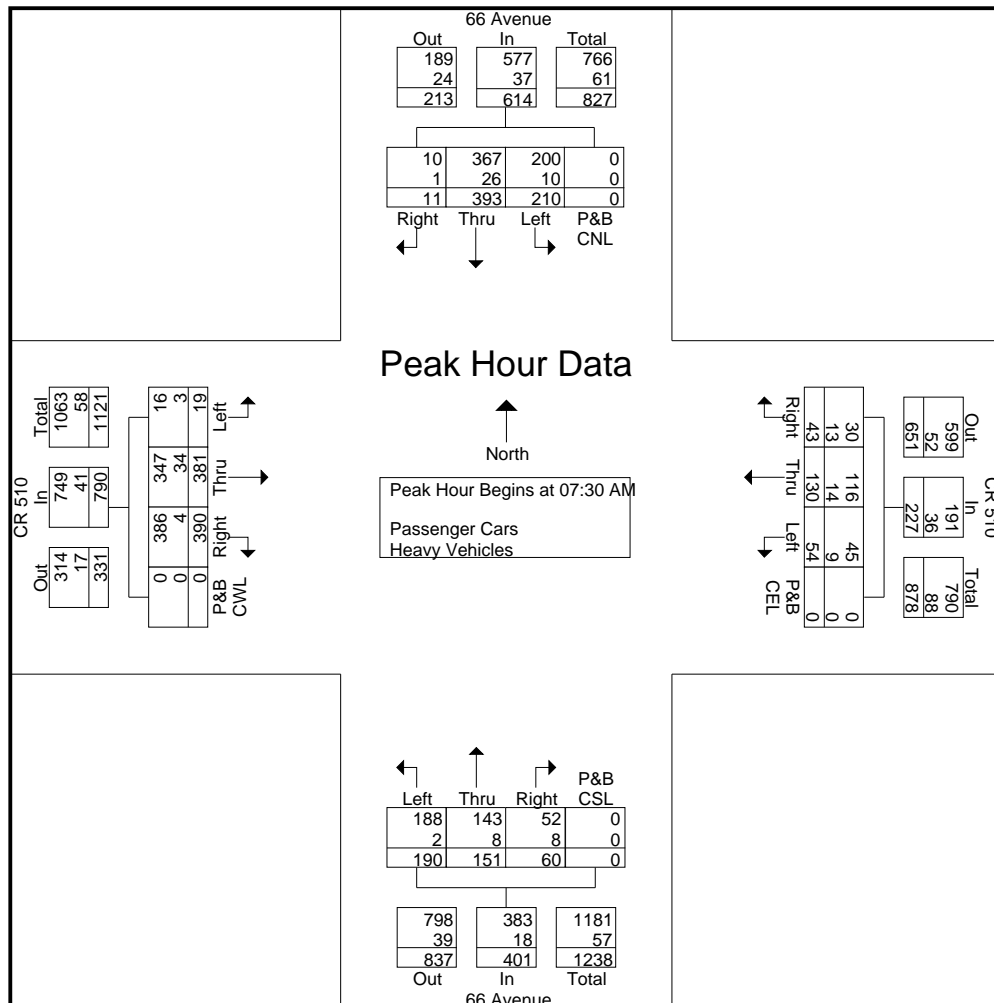 66 Avenue
Out In Total
189 577 766
24 37 61
213 614 827
10 367 200 0
1 26 10 0
11 393 210 0
Right Thru Left P&B
CNL
Peak Hour Data
North
Peak Hour Begins at 07:30 AM
Passenger Cars
Heavy Vehicles
CR 510
Total In Out
1063 749 314
58 41 17
1121 790 331
16 347 386 0
3 34 4 0
19 381 390 0
Left Thru Right P&B
CWL
CR 510
Out In Total
599 191 790
52 36 88
651 227 878
30 116 45 0
13 14 9 0
43 130 54 0
Right Thru Left P&B
CEL
P&B
Left Thru Right CSL
188 143 52 0
2 8 8 0
190 151 60 0
798 383 1181
39 18 57
837 401 1238
Out In Total
66 Avenue